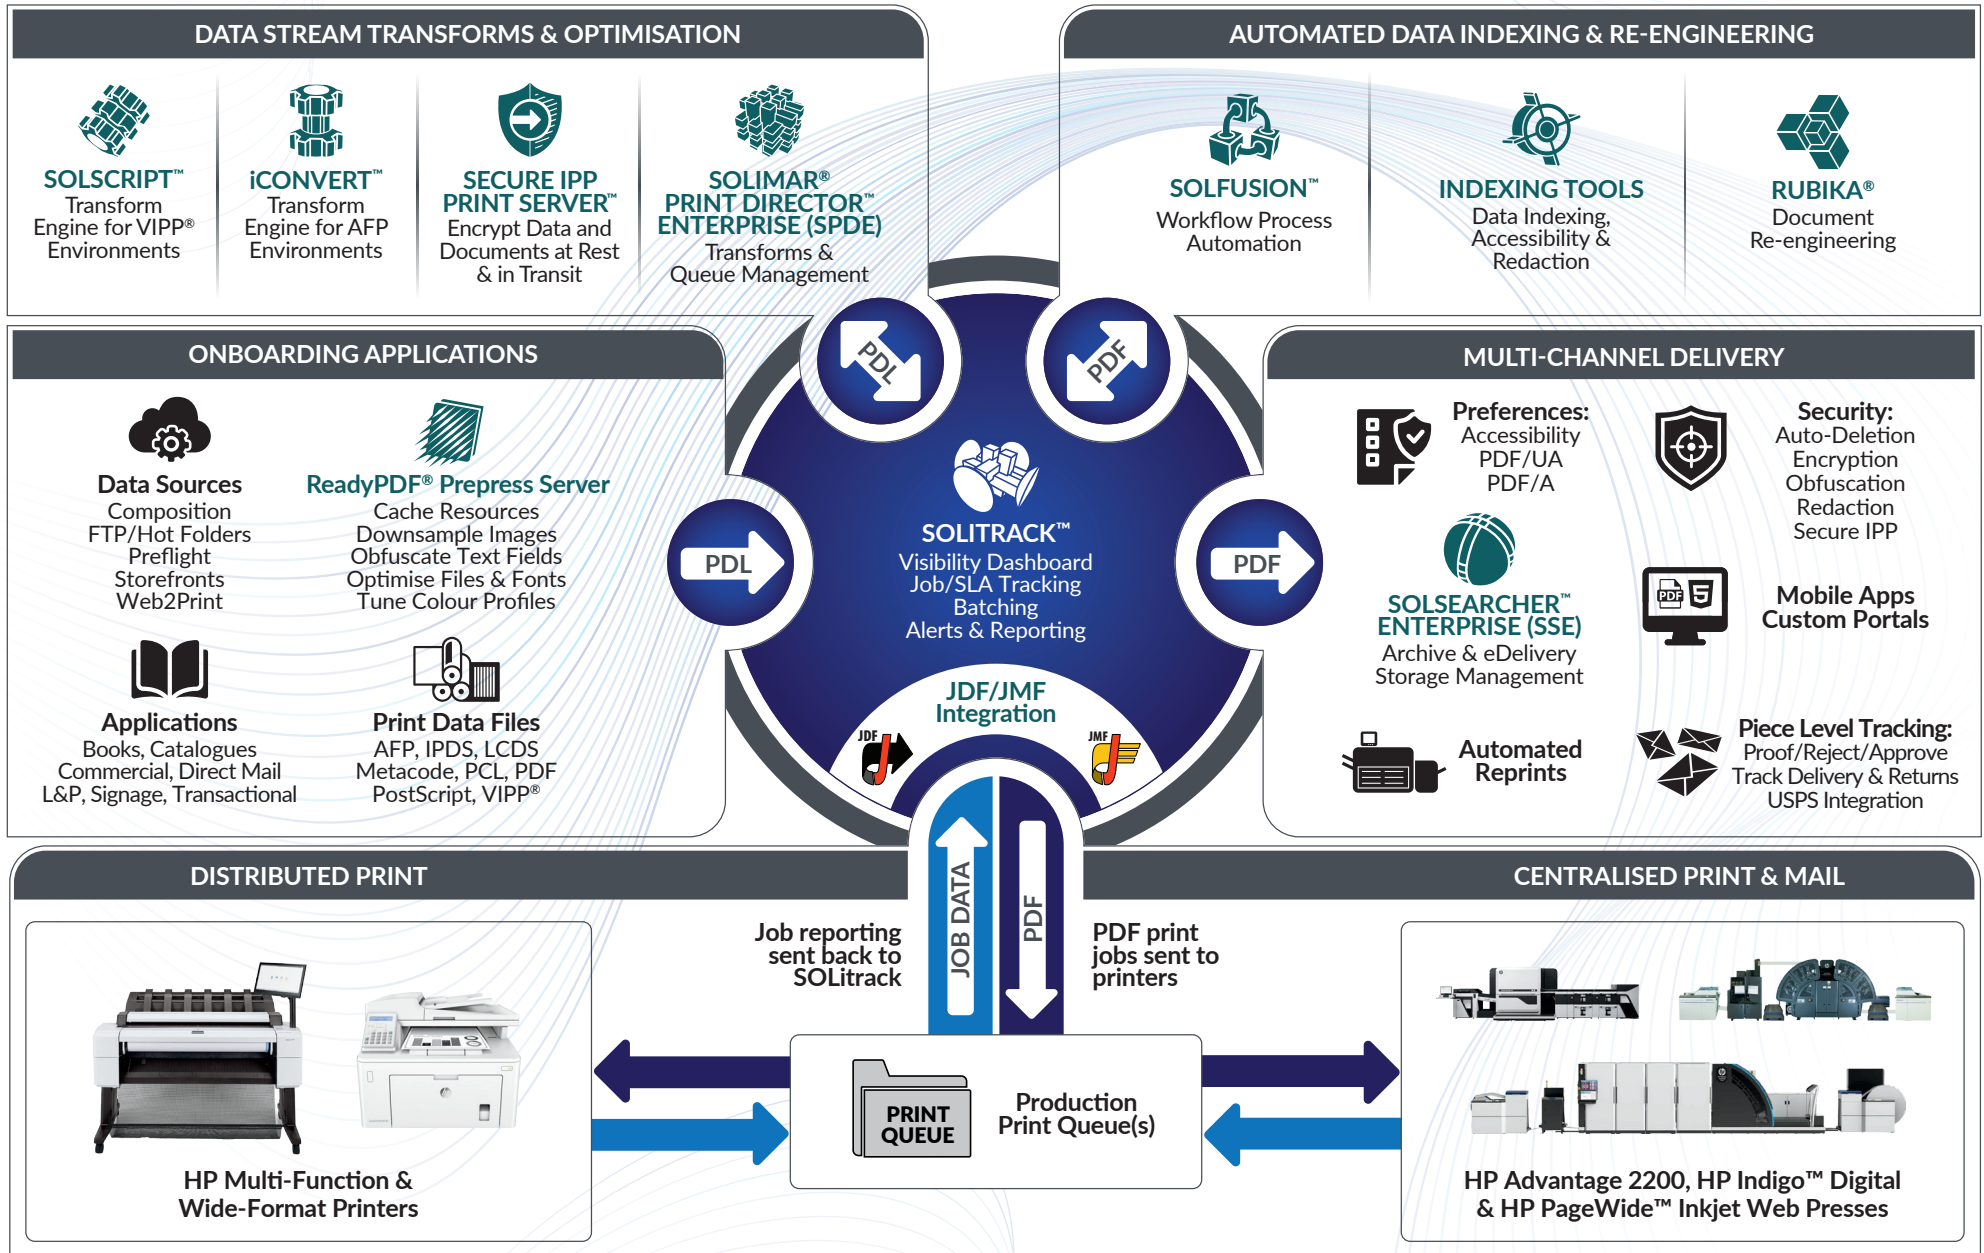 DATA STREAM TRANSFORMS & OPTIMISATION
SOLSCRIPT™
Transform
Engine for VIPP®
Environments
iCONVERT™
Transform
Engine for AFP
Environments
SECURE IPP
PRINT SERVER™
Encrypt Data and
Documents at Rest
& in Transit
SOLIMAR®
PRINT DIRECTOR™
ENTERPRISE (SPDE)
Transforms &
Queue Management
AUTOMATED DATA INDEXING & RE-ENGINEERING
SOLFUSION™
Workflow Process
Automation
INDEXING TOOLS
Data Indexing,
Accessibility &
Redaction
RUBIKA®
Document
Re-engineering
ONBOARDING APPLICATIONS
Data Sources
Composition
FTP/Hot Folders
Preflight
Storefronts
Web2Print
ReadyPDF® Prepress Server
Cache Resources
Downsample Images
Obfuscate Text Fields
Optimise Files & Fonts
Tune Colour Profiles
Applications
Books, Catalogues
Commercial, Direct Mail
L&P, Signage, Transactional
Print Data Files
AFP, IPDS, LCDS
Metacode, PCL, PDF
PostScript, VIPP®
PDL
PDF
PDL
PDF
SOLITRACK™
Visibility Dashboard
Job/SLA Tracking
Batching
Alerts & Reporting
JDF/JMF
Integration
JDF
JMF
MULTI-CHANNEL DELIVERY
Preferences:
Accessibility
PDF/UA
PDF/A
Security:
Auto-Deletion
Encryption
Obfuscation
Redaction
Secure IPP
SOLSEARCHER™
ENTERPRISE (SSE)
Archive & eDelivery
Storage Management
PDF
5
Mobile Apps
Custom Portals
Automated
Reprints
Piece Level Tracking:
Proof/Reject/Approve
Track Delivery & Returns
USPS Integration
DISTRIBUTED PRINT
HP Multi-Function &
Wide-Format Printers
Job reporting
sent back to
SOLitrack
JOB DATA
PDF
PDF print
jobs sent to
printers
PRINT
QUEUE
Production
Print Queue(s)
CENTRALISED PRINT & MAIL
HP Advantage 2200, HP Indigo™ Digital
& HP PageWide™ Inkjet Web Presses